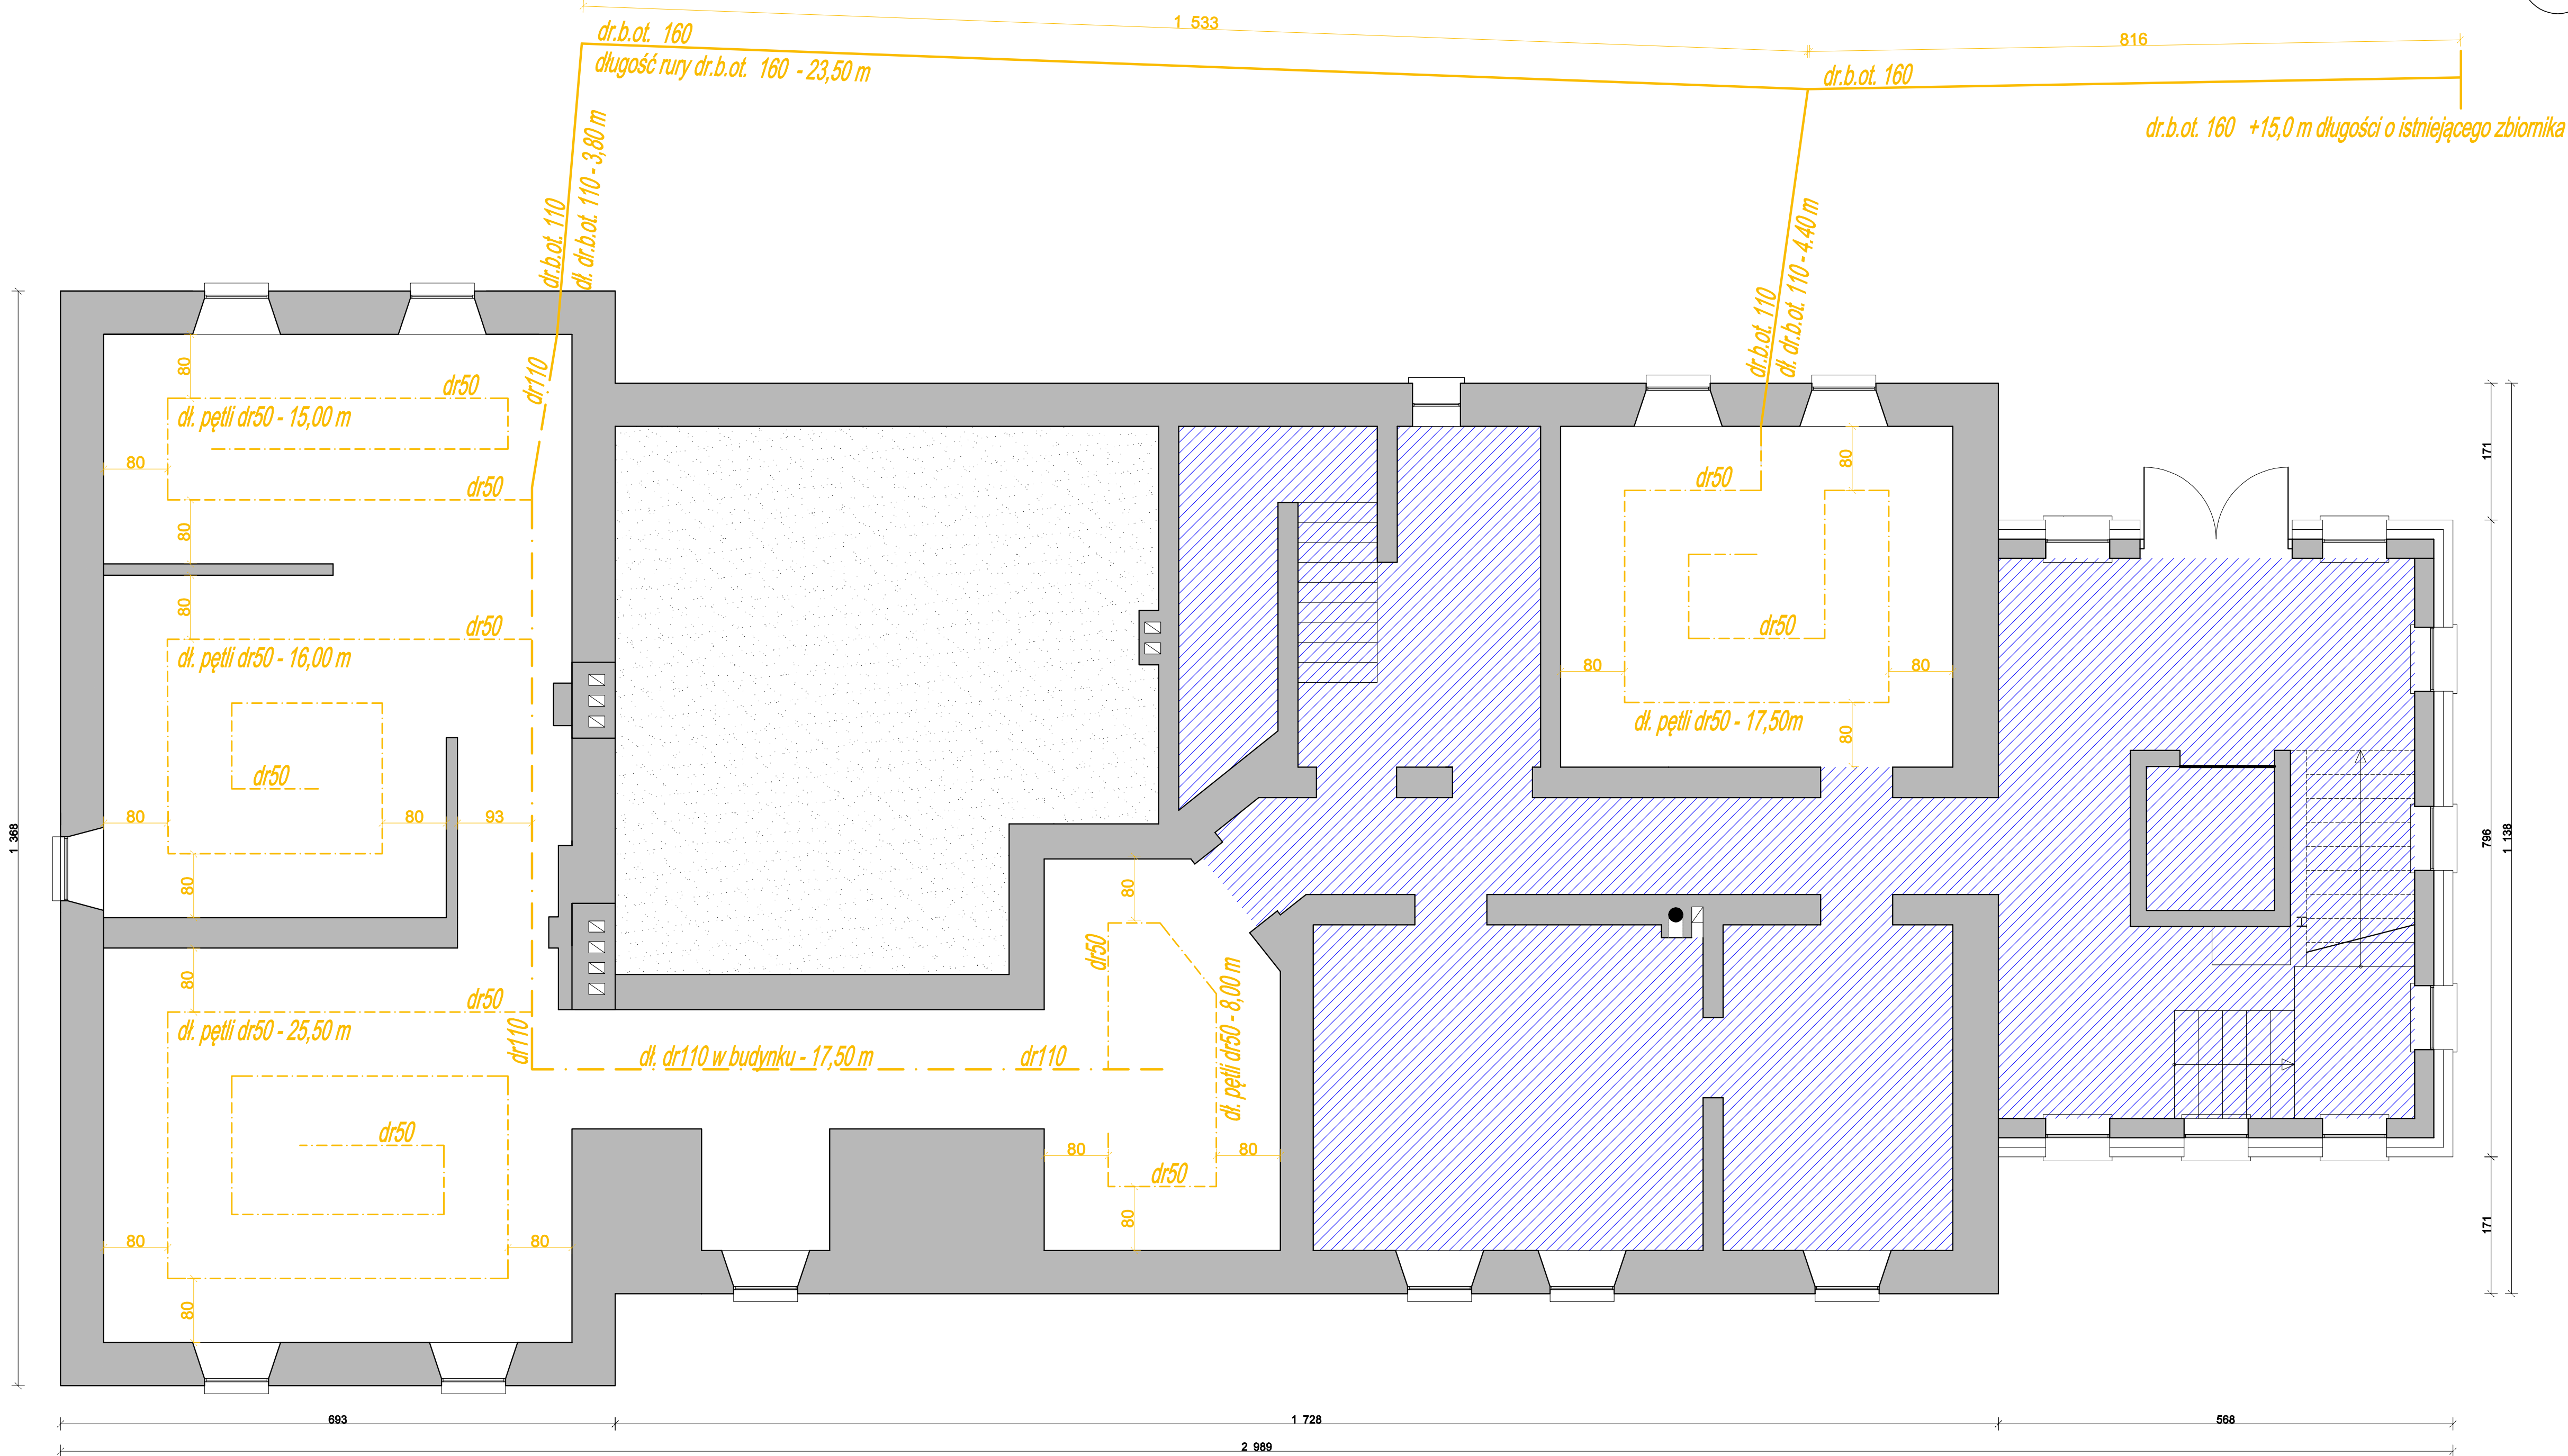 1 533
816
dr.b.ot. 160
długość rury dr.b.ot. 160 - 23,50 m
dr.b.ot. 160
dr.b.ot. 160 +15,0 m długości o istniejącego zbiornika
dr.b.ot. 110
dł. dr.b.ot. 110 - 3,80 m
dr.b.ot. 110
dł. dr.b.ot. 110 - 4.40 m
dr110
80
dr50
dł. pętli dr50 - 15,00 m
80
dr50
80
80
dr50
dł. pętli dr50 - 16,00 m
dr50
80
80
93
80
80
dr50
dł. pętli dr50 - 25,50 m
dr110
dr50
80
80
80
dł. dr110 w budynku - 17,50 m
dr110
80
dr50
dł. pętli dr50 - 8,00 m
80
80
dr50
80
dr50
80
dr50
80
80
dł. pętli dr50 - 17,50m
80
1 368
171
796
1 138
171
693
1 728
568
2 989